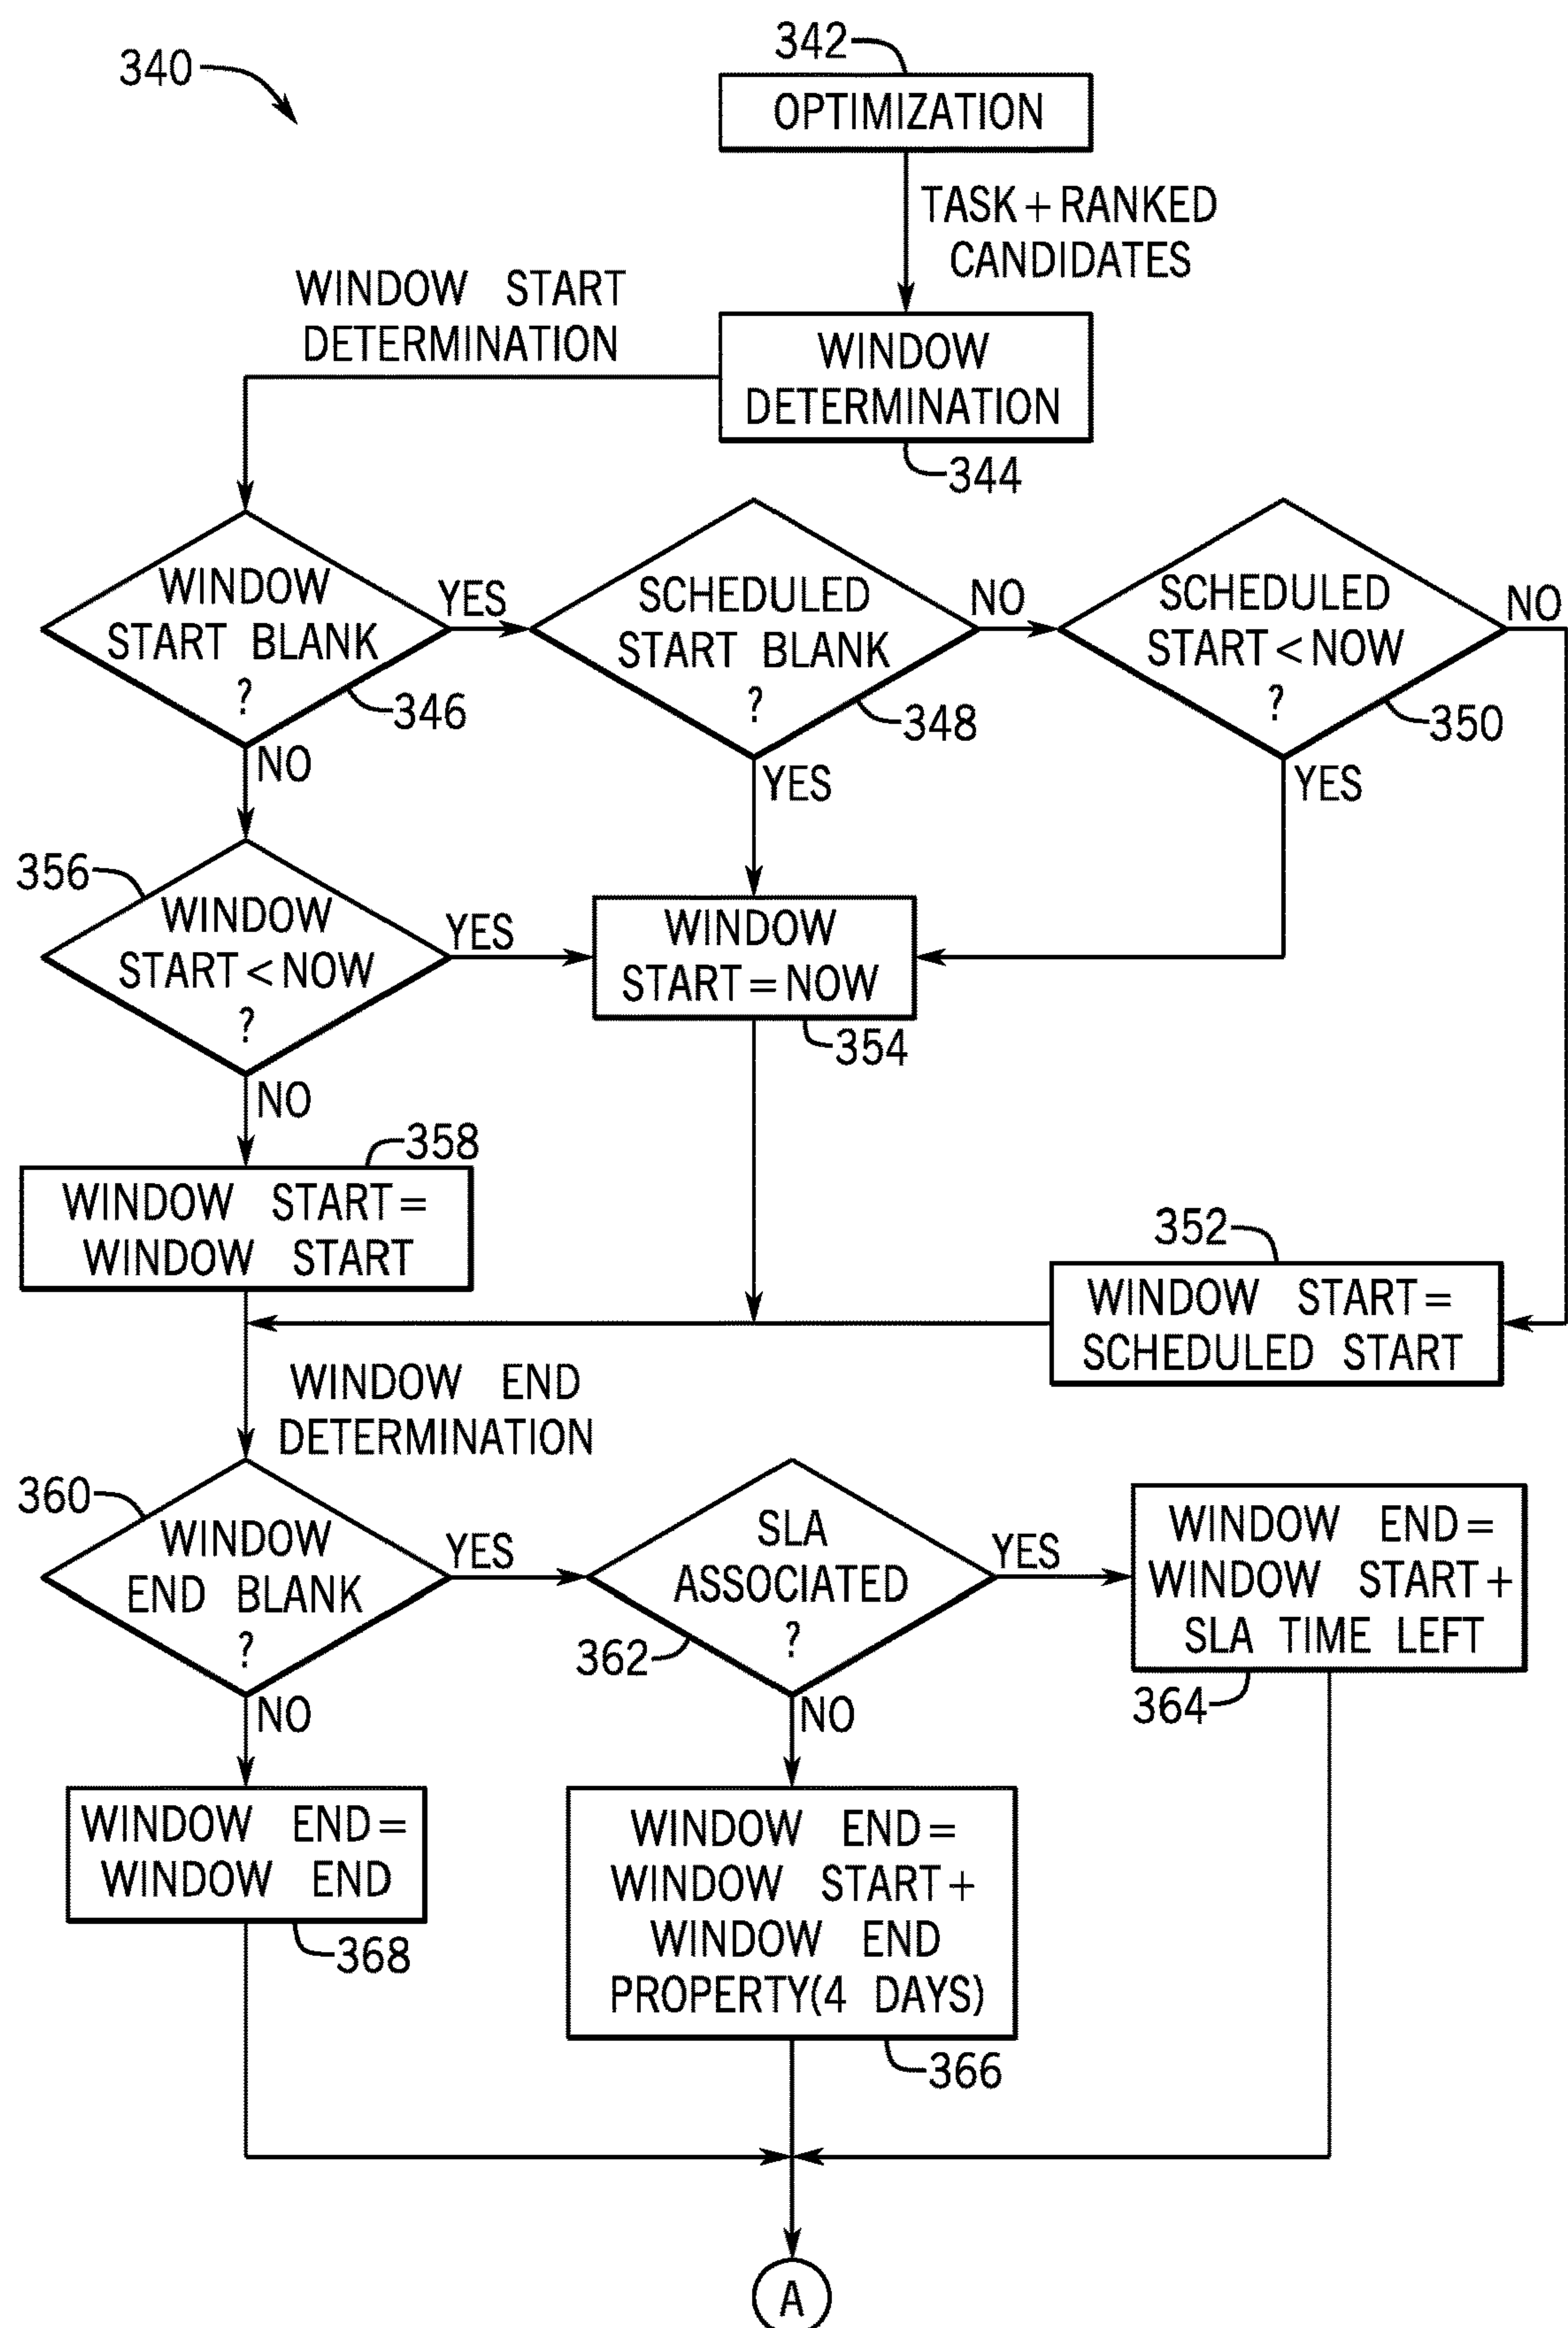 340
342
OPTIMIZATION
TASK+RANKED
CANDIDATES
WINDOW START
DETERMINATION
WINDOW
DETERMINATION
344
WINDOW
START BLANK
?
346
YES
NO
SCHEDULED
START BLANK
?
348
NO
YES
SCHEDULED
START<NOW
?
350
NO
YES
356
WINDOW
START<NOW
?
YES
NO
WINDOW
START=NOW
354
358
WINDOW START=
WINDOW START
352
WINDOW START=
SCHEDULED START
WINDOW END
DETERMINATION
360
WINDOW
END BLANK
?
YES
NO
SLA
ASSOCIATED
?
362
YES
NO
WINDOW END=
WINDOW START+
SLA TIME LEFT
364
WINDOW END=
WINDOW END
368
WINDOW END=
WINDOW START+
WINDOW END
PROPERTY(4 DAYS)
366
A